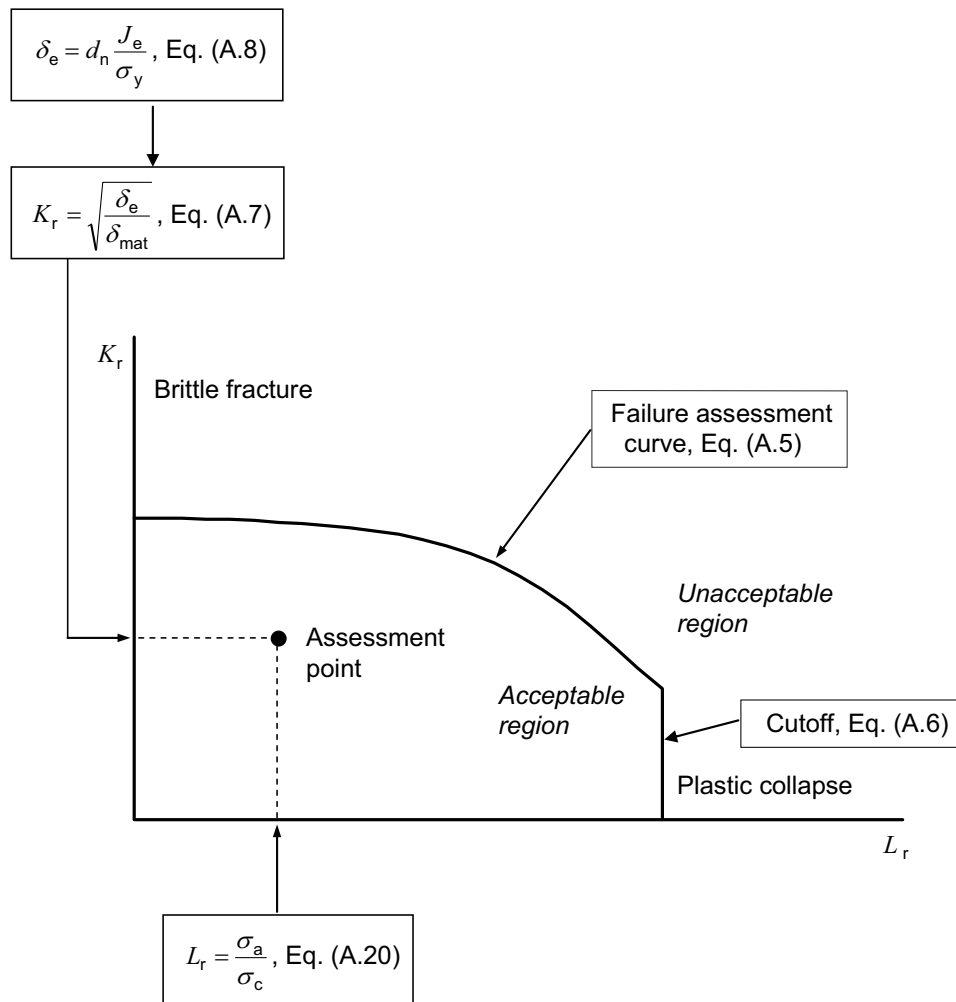 δe = dn Je/σy , Eq. (A.8)
Kr = √(δe/δmat) , Eq. (A.7)
Kr
Brittle fracture
Failure assessment
curve, Eq. (A.5)
Unacceptable
region
Assessment
point
Acceptable
region
Cutoff, Eq. (A.6)
Plastic collapse
Lr
Lr = σa/σc , Eq. (A.20)